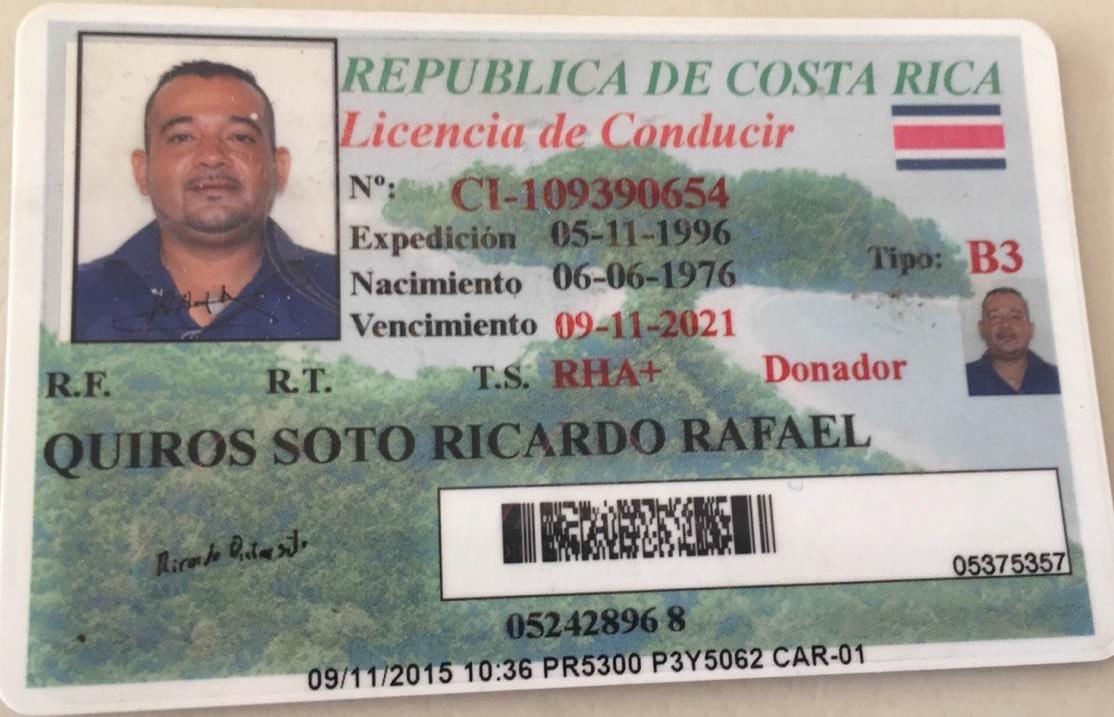 REPUBLICA DE COSTA RICA
Licencia de Conducir
Nº: CI-109390654
Expedición 05-11-1996
Nacimiento 06-06-1976
Tipo: B3
Vencimiento 09-11-2021
R.F. R.T. T.S. RHA+ Donador
QUIROS SOTO RICARDO RAFAEL
Ricardo
05375357
05242896 8
09/11/2015 10:36 PR5300 P3Y5062 CAR-01